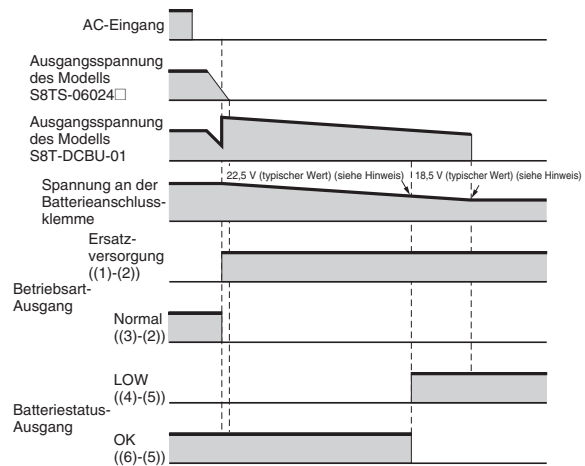 AC-Eingang
Ausgangsspannung
des Modells
S8TS-06024□
Ausgangsspannung
des Modells
S8T-DCBU-01
22,5 V (typischer Wert) (siehe Hinweis)
18,5 V (typischer Wert) (siehe Hinweis)
Spannung an der
Batterieanschluss-
klemme
Ersatz-
versorgung
((1)-(2))
Betriebsart-
Ausgang
Normal
((3)-(2))
LOW
((4)-(5))
Batteriestatus-
Ausgang
OK
((6)-(5))